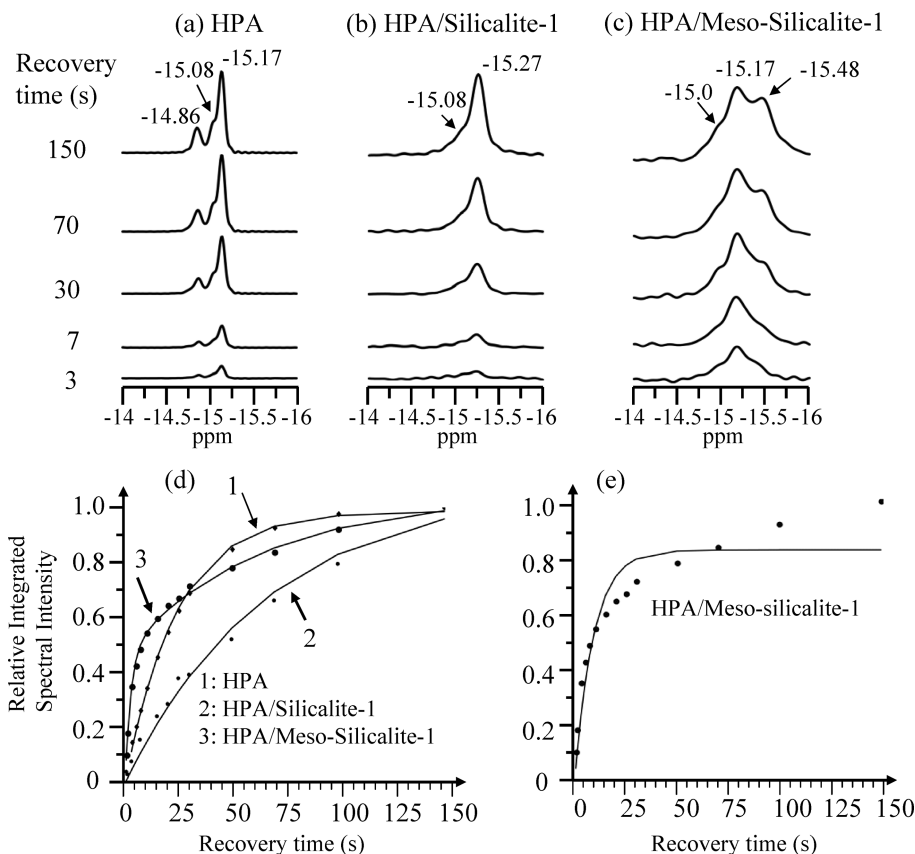 (a) HPA
(b) HPA/Silicalite-1
(c) HPA/Meso-Silicalite-1
Recovery
time (s)
-15.17
-15.08
-14.86
-15.27
-15.08
-15.17
-15.48
-15.0
150
70
30
7
3
-14 -14.5 -15 -15.5 -16
ppm
-14 -14.5 -15 -15.5 -16
ppm
-14 -14.5 -15 -15.5 -16
ppm
(d)
Relative Integrated
Spectral Intensity
1.0
0.8
0.6
0.4
0.2
0
1
3
2
1: HPA
2: HPA/Silicalite-1
3: HPA/Meso-Silicalite-1
0 25 50 75 100 125 150
Recovery time (s)
(e)
1.0
0.8
0.6
0.4
0.2
0
HPA/Meso-silicalite-1
0 25 50 75 100 125 150
Recovery time (s)